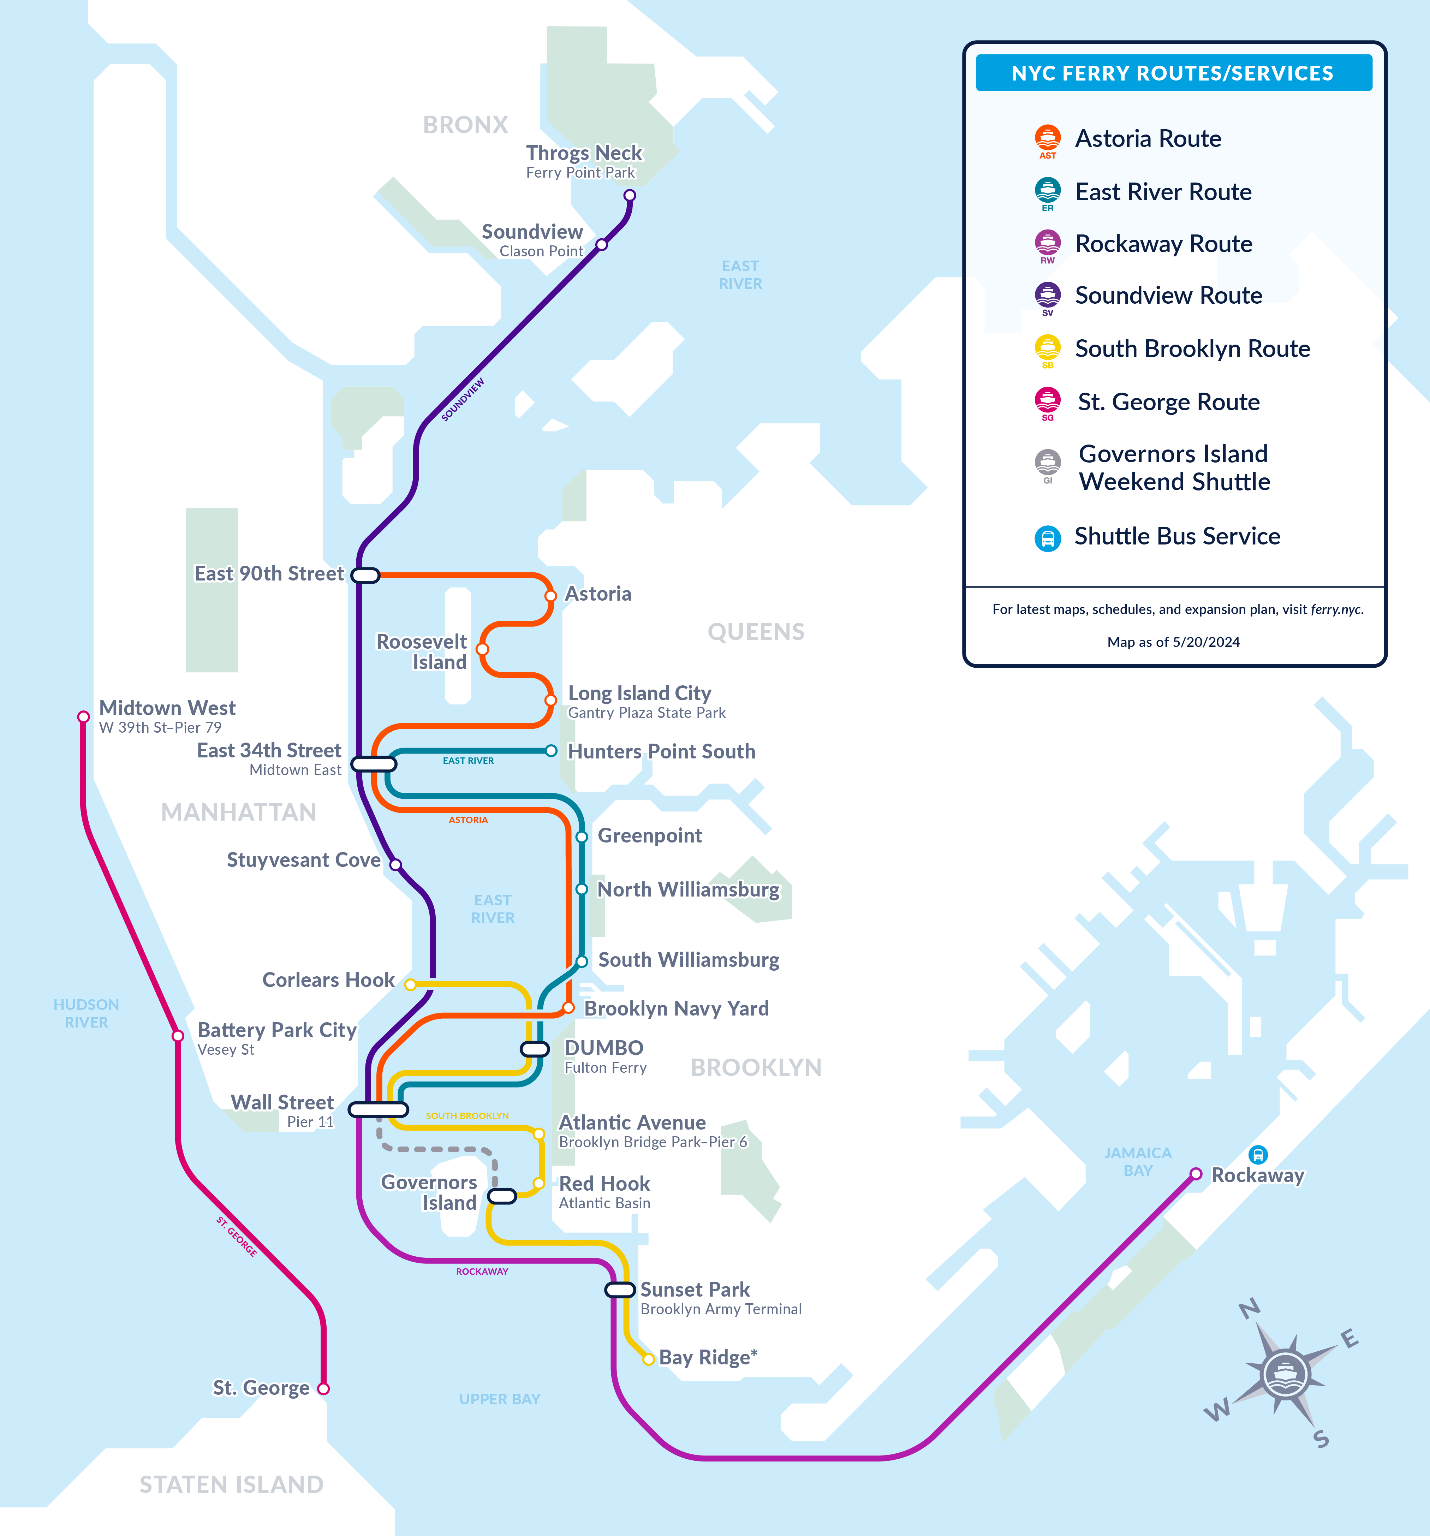 NYC FERRY ROUTES/SERVICES
AST
Astoria Route
ER
East River Route
RW
Rockaway Route
SV
Soundview Route
SB
South Brooklyn Route
SG
St. George Route
GI
Governors Island
Weekend Shuttle
Shuttle Bus Service
For latest maps, schedules, and expansion plan, visit ferry.nyc.
Map as of 5/20/2024
BRONX
Throgs Neck
Ferry Point Park
Soundview
Clason Point
EAST
RIVER
SOUNDVIEW
East 90th Street
Astoria
Roosevelt
Island
QUEENS
Long Island City
Gantry Plaza State Park
Midtown West
W 39th St–Pier 79
East 34th Street
Midtown East
Hunters Point South
EAST RIVER
MANHATTAN
ASTORIA
Greenpoint
Stuyvesant Cove
North Williamsburg
EAST
RIVER
South Williamsburg
Corlears Hook
HUDSON
RIVER
Brooklyn Navy Yard
Battery Park City
Vesey St
DUMBO
Fulton Ferry
BROOKLYN
Wall Street
Pier 11
SOUTH BROOKLYN
Atlantic Avenue
Brooklyn Bridge Park–Pier 6
JAMAICA
BAY
Rockaway
Governors
Island
Red Hook
Atlantic Basin
ST. GEORGE
ROCKAWAY
Sunset Park
Brooklyn Army Terminal
Bay Ridge*
St. George
UPPER BAY
STATEN ISLAND
N
E
W
S